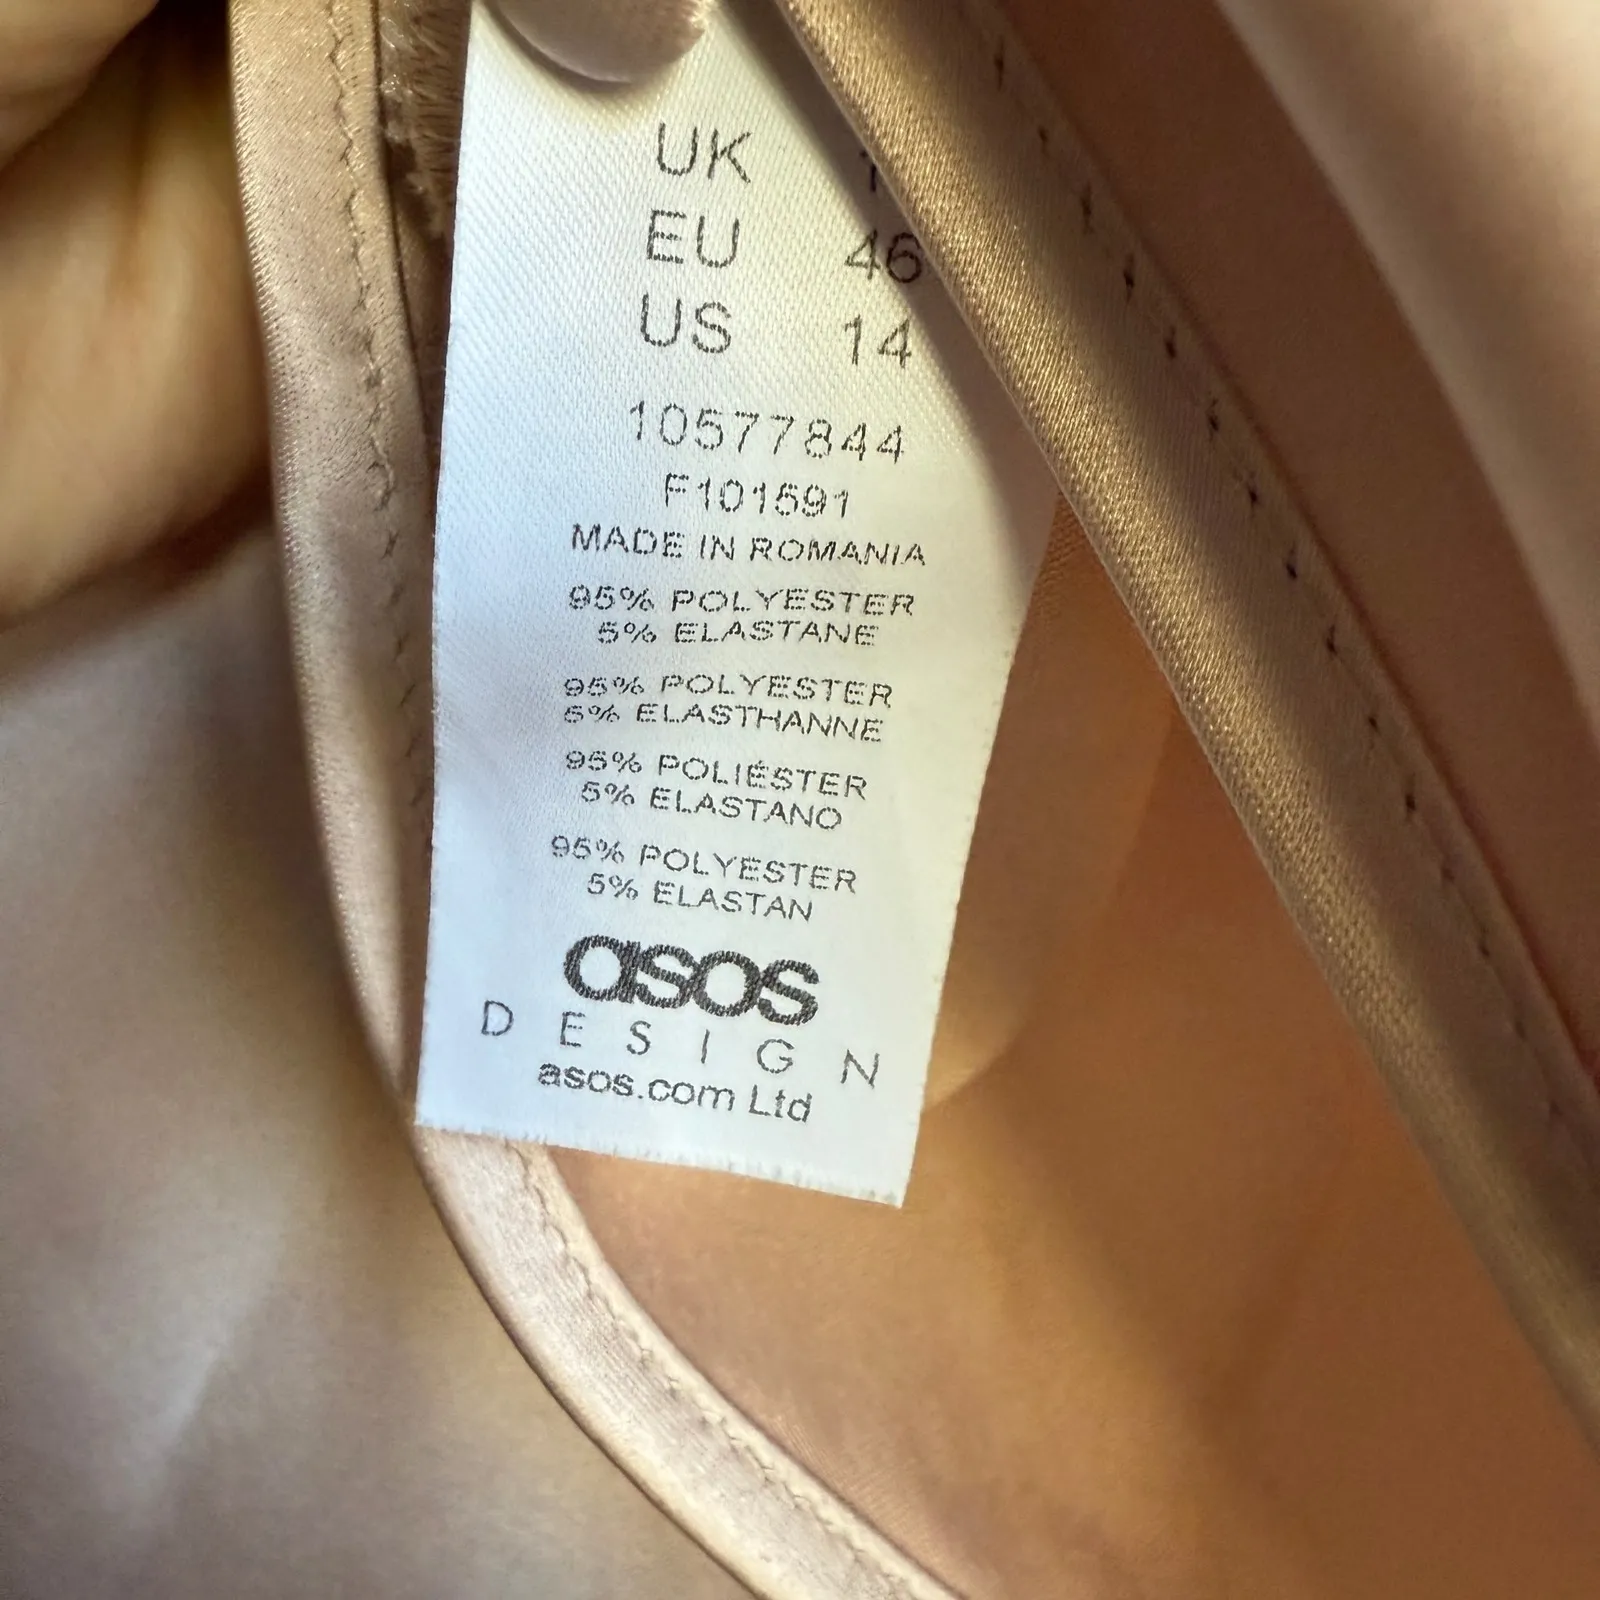 UK
EU 46
US 14
10577844
F101591
MADE IN ROMANIA
95% POLYESTER
5% ELASTANE
95% POLYESTER
5% ELASTHANNE
95% POLIÉSTER
5% ELASTANO
95% POLYESTER
5% ELASTAN
asos
DESIGN
asos.com Ltd